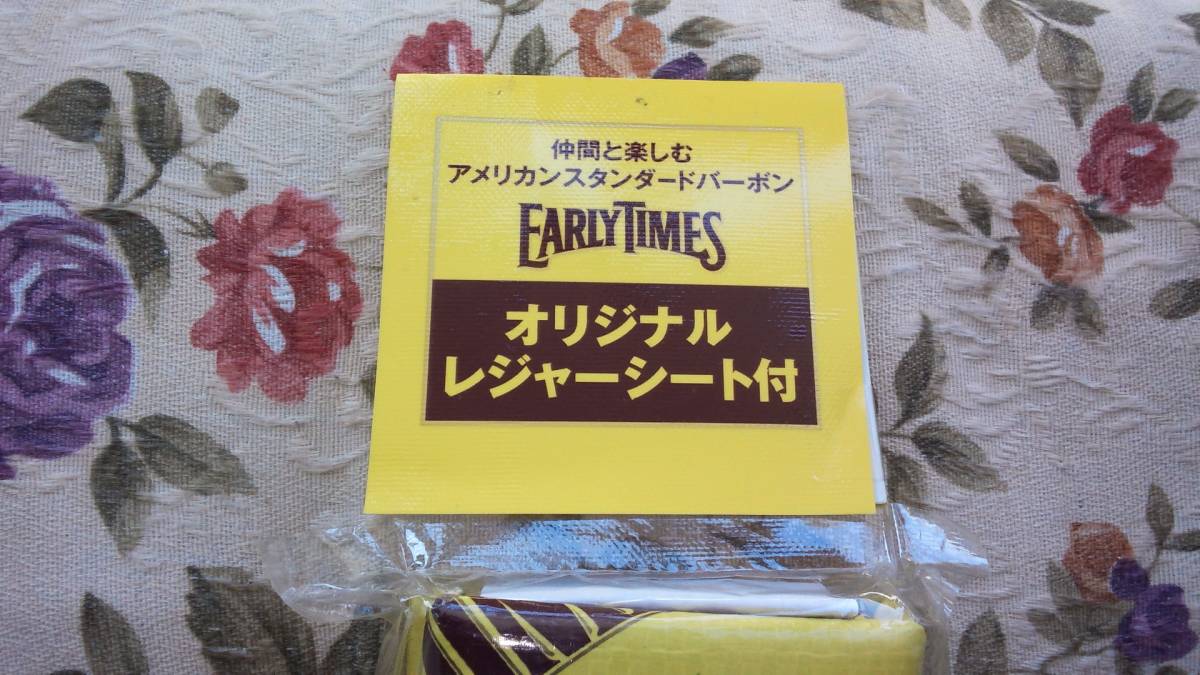 仲間と楽しむ
アメリカンスタンダードバーボン
EARLY TIMES
オリジナル
レジャーシート付